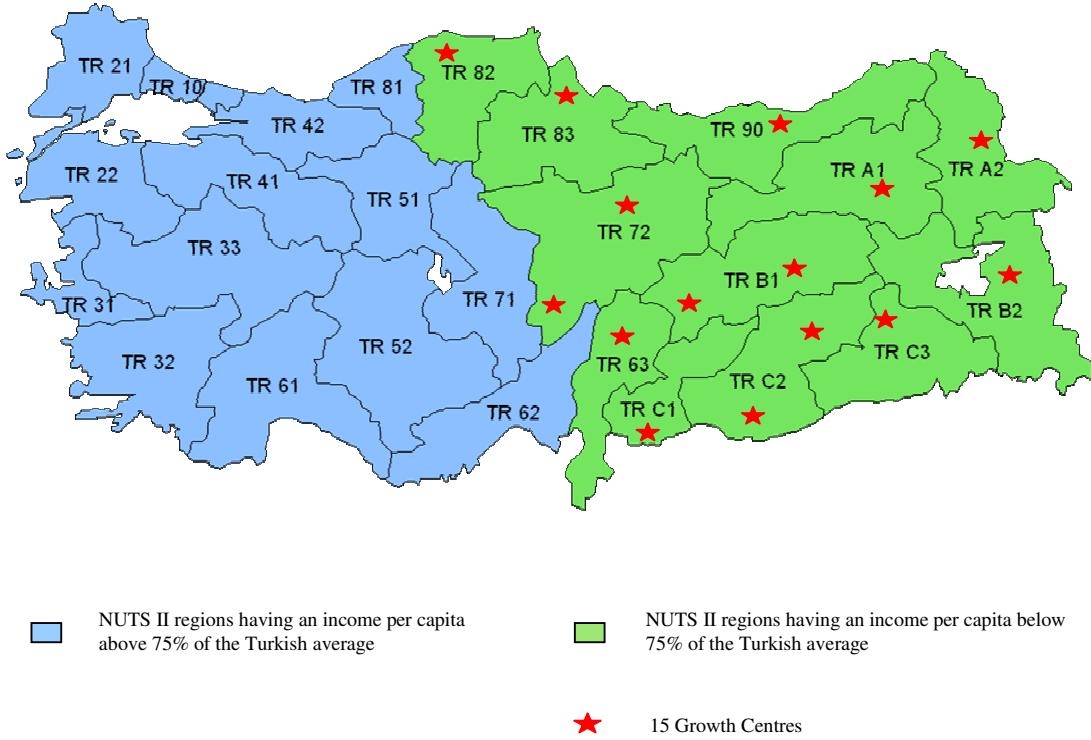 TR 21
TR 10
TR 81
TR 82
TR 42
TR 83
TR 90
TR 22
TR 41
TR 51
TR A1
TR A2
TR 33
TR 72
TR 31
TR 71
TR B1
TR B2
TR 32
TR 52
TR 63
TR C3
TR 61
TR C2
TR 62
TR C1
NUTS II regions having an income per capita
above 75% of the Turkish average
NUTS II regions having an income per capita below
75% of the Turkish average
15 Growth Centres